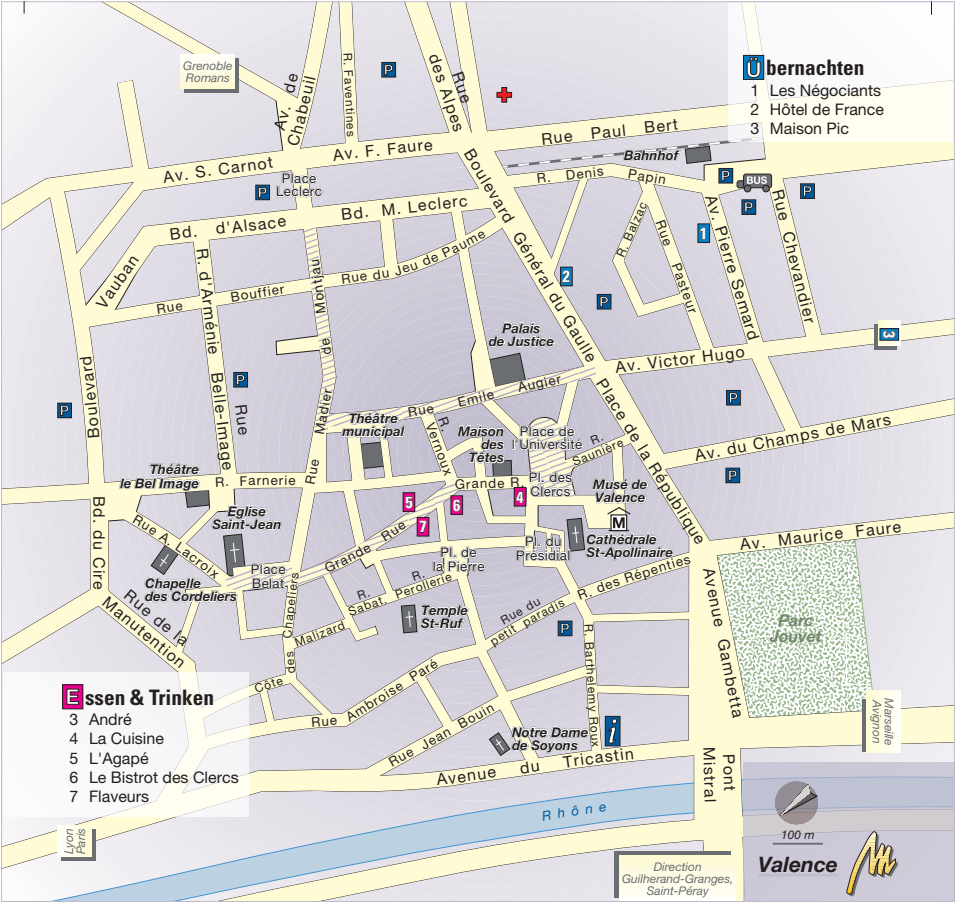 Grenoble
Romans
Av. de
Chabeuil
R. Faventines
P
Rue
des Alpes
Übernachten
1 Les Négociants
2 Hôtel de France
3 Maison Pic
Av. S. Carnot
Av. F. Faure
Rue Paul Bert
Bahnhof
P
Place
Leclerc
R. Denis Papin
P
BUS
P
P
Bd. d'Alsace
Bd. M. Leclerc
Boulevard Général du Gaulle
R. Balzac
Rue Pasteur
Av. Pierre Semard
Rue Chevandier
1
2
P
Vauban
Rue Bouffier
Rue du Jeu de Paume
R. d'Arménie
Rue Madier de Montjau
Palais
de Justice
3
Av. Victor Hugo
Boulevard
P
P
Rue Belle-Image
Rue Emile Augier
Place de la République
P
Théâtre
municipal
R.
Vernoux
Maison
des
Têtes
Place de
l'Université
R.
Saunière
Av. du Champs de Mars
P
Théâtre
le Bel Image
R. Farnerie
Grande R.
Pl. des
Clercs
Musé de
Valence
M
5
6
4
7
Bd. du Cire
Rue A. Lacroix
Eglise
Saint-Jean
Grande Rue
Pl. du
Présidial
Cathédrale
St-Apollinaire
Av. Maurice Faure
Place
Belat
Pl. de
la Pierre
Chapelle
des Cordeliers
R.
Sabat.
R.
Perollerie
R. des Répenties
Rue de la
Manutention
des Chapeliers
Malizard
Temple
St-Ruf
Rue du
petit paradis
P
Avenue Gambetta
Parc
Jouvet
Côte
Rue Ambroise Paré
R. Barthelemy Roux
Essen & Trinken
3 André
4 La Cuisine
5 L'Agapé
6 Le Bistrot des Clercs
7 Flaveurs
Rue Jean Bouin
Notre Dame
de Soyons
i
Marseille
Avignon
Avenue du Tricastin
Pont
Mistral
Rhône
Lyon
Paris
100 m
Valence
Direction
Guilherand-Granges,
Saint-Péray